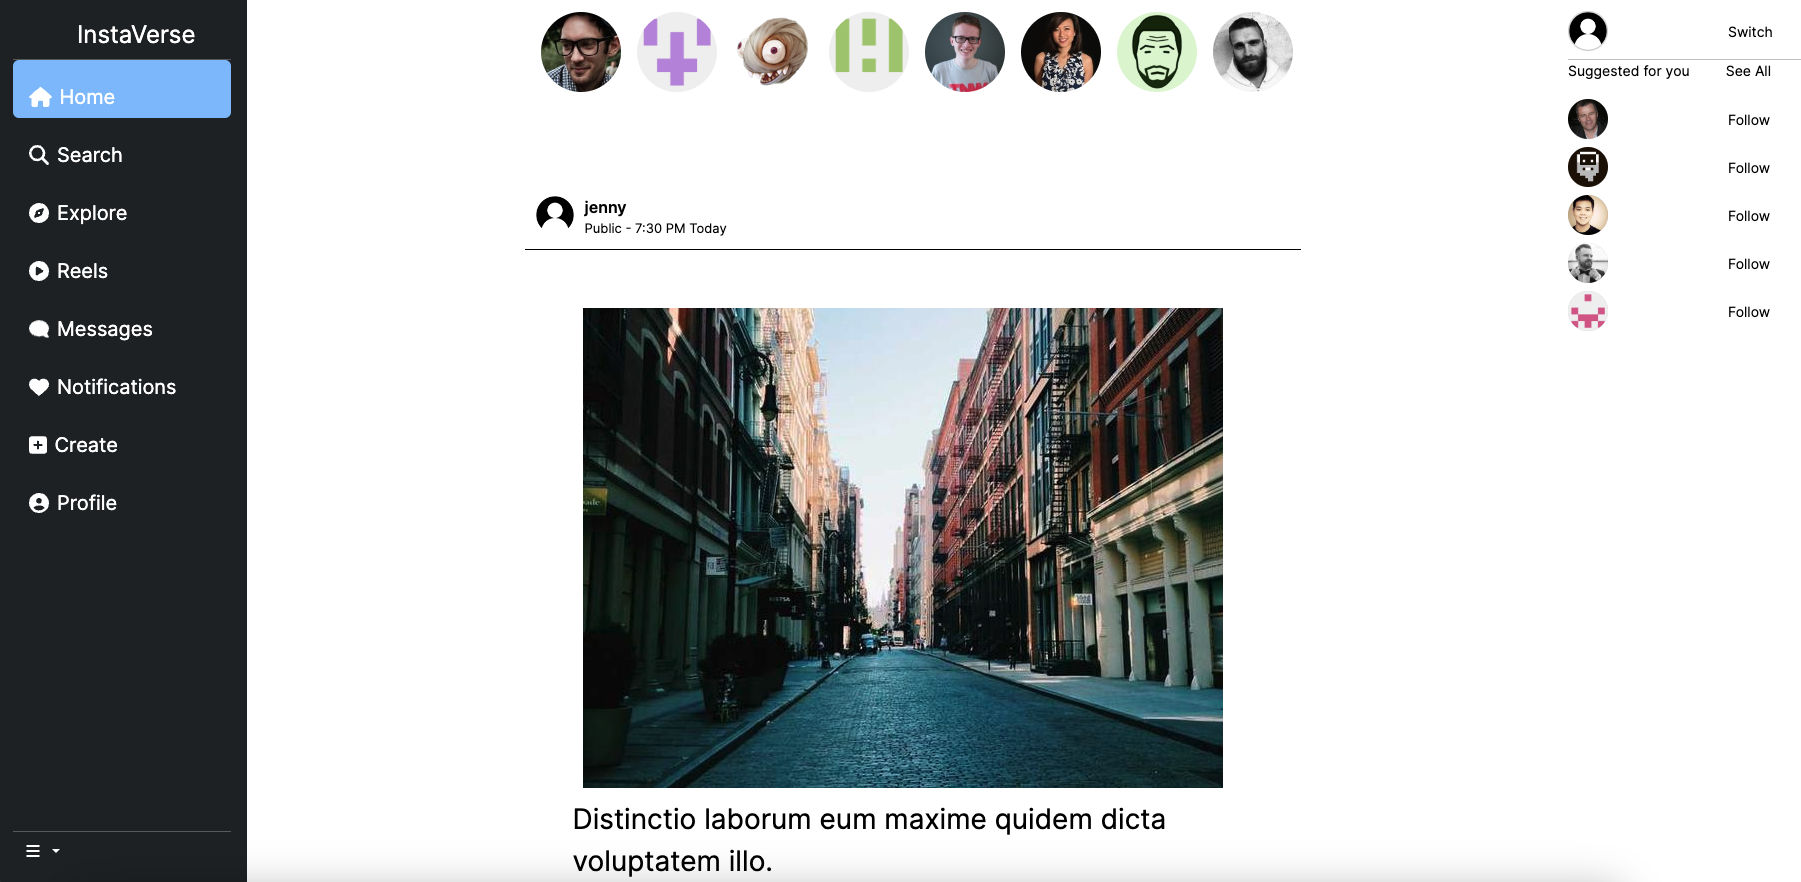 InstaVerse
Home
Search
Explore
Reels
Messages
Notifications
Create
Profile
jenny
Public - 7:30 PM Today
Distinctio laborum eum maxime quidem dicta
voluptatem illo.
Switch
Suggested for you See All
Follow
Follow
Follow
Follow
Follow